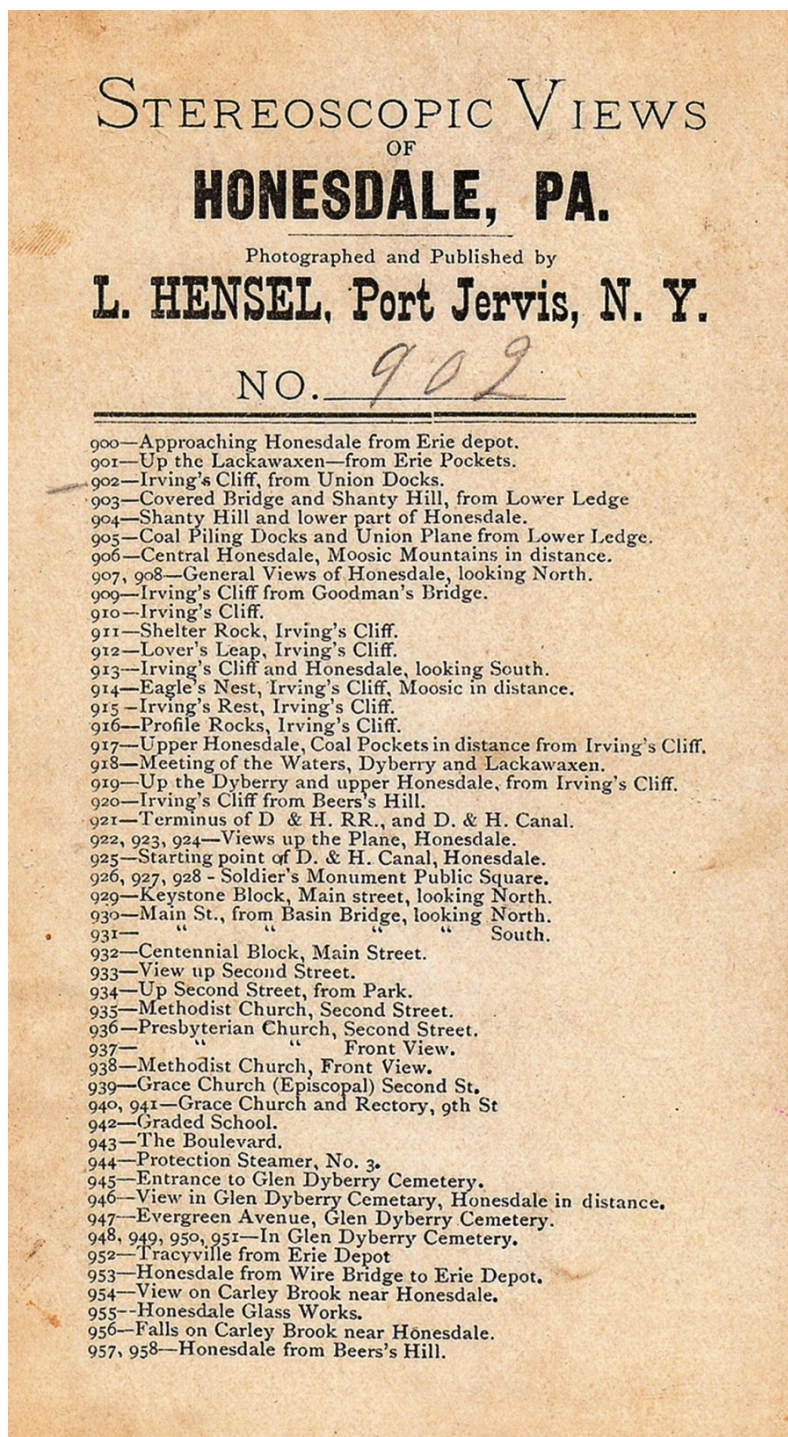 STEREOSCOPIC VIEWS
OF
HONESDALE, PA.
Photographed and Published by
L. HENSEL, Port Jervis, N. Y.
NO. 902
900—Approaching Honesdale from Erie depot.
901—Up the Lackawaxen—from Erie Pockets.
902—Irving's Cliff, from Union Docks.
903—Covered Bridge and Shanty Hill, from Lower Ledge
904—Shanty Hill and lower part of Honesdale.
905—Coal Piling Docks and Union Plane from Lower Ledge.
906—Central Honesdale, Moosic Mountains in distance.
907, 908—General Views of Honesdale, looking North.
909—Irving's Cliff from Goodman's Bridge.
910—Irving's Cliff.
911—Shelter Rock, Irving's Cliff.
912—Lover's Leap, Irving's Cliff.
913—Irving's Cliff and Honesdale, looking South.
914—Eagle's Nest, Irving's Cliff, Moosic in distance.
915—Irving's Rest, Irving's Cliff.
916—Profile Rocks, Irving's Cliff.
917—Upper Honesdale, Coal Pockets in distance from Irving's Cliff.
918—Meeting of the Waters, Dyberry and Lackawaxen.
919—Up the Dyberry and upper Honesdale, from Irving's Cliff.
920—Irving's Cliff from Beers's Hill.
921—Terminus of D & H. RR., and D. & H. Canal.
922, 923, 924—Views up the Plane, Honesdale.
925—Starting point of D. & H. Canal, Honesdale.
926, 927, 928 - Soldier's Monument Public Square.
929—Keystone Block, Main street, looking North.
930—Main St., from Basin Bridge, looking North.
931— " " " " South.
932—Centennial Block, Main Street.
933—View up Second Street.
934—Up Second Street, from Park.
935—Methodist Church, Second Street.
936—Presbyterian Church, Second Street.
937— " " Front View.
938—Methodist Church, Front View.
939—Grace Church (Episcopal) Second St.
940, 941—Grace Church and Rectory, 9th St
942—Graded School.
943—The Boulevard.
944—Protection Steamer, No. 3.
945—Entrance to Glen Dyberry Cemetery.
946—View in Glen Dyberry Cemetary, Honesdale in distance.
947—Evergreen Avenue, Glen Dyberry Cemetery.
948, 949, 950, 951—In Glen Dyberry Cemetery.
952—Tracyville from Erie Depot
953—Honesdale from Wire Bridge to Erie Depot.
954—View on Carley Brook near Honesdale.
955--Honesdale Glass Works.
956—Falls on Carley Brook near Honesdale.
957, 958—Honesdale from Beers's Hill.